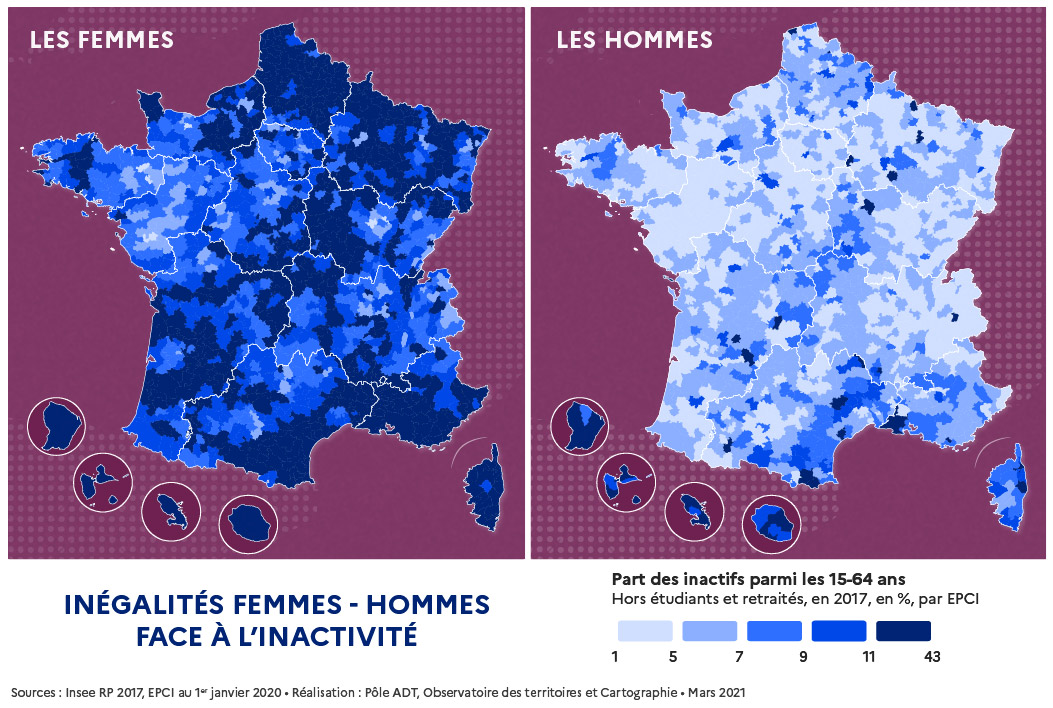 LES FEMMES
LES HOMMES
INÉGALITÉS FEMMES - HOMMES
FACE À L'INACTIVITÉ
Part des inactifs parmi les 15-64 ans
Hors étudiants et retraités, en 2017, en %, par EPCI
1 5 7 9 11 43
Sources : Insee RP 2017, EPCI au 1er janvier 2020 • Réalisation : Pôle ADT, Observatoire des territoires et Cartographie • Mars 2021